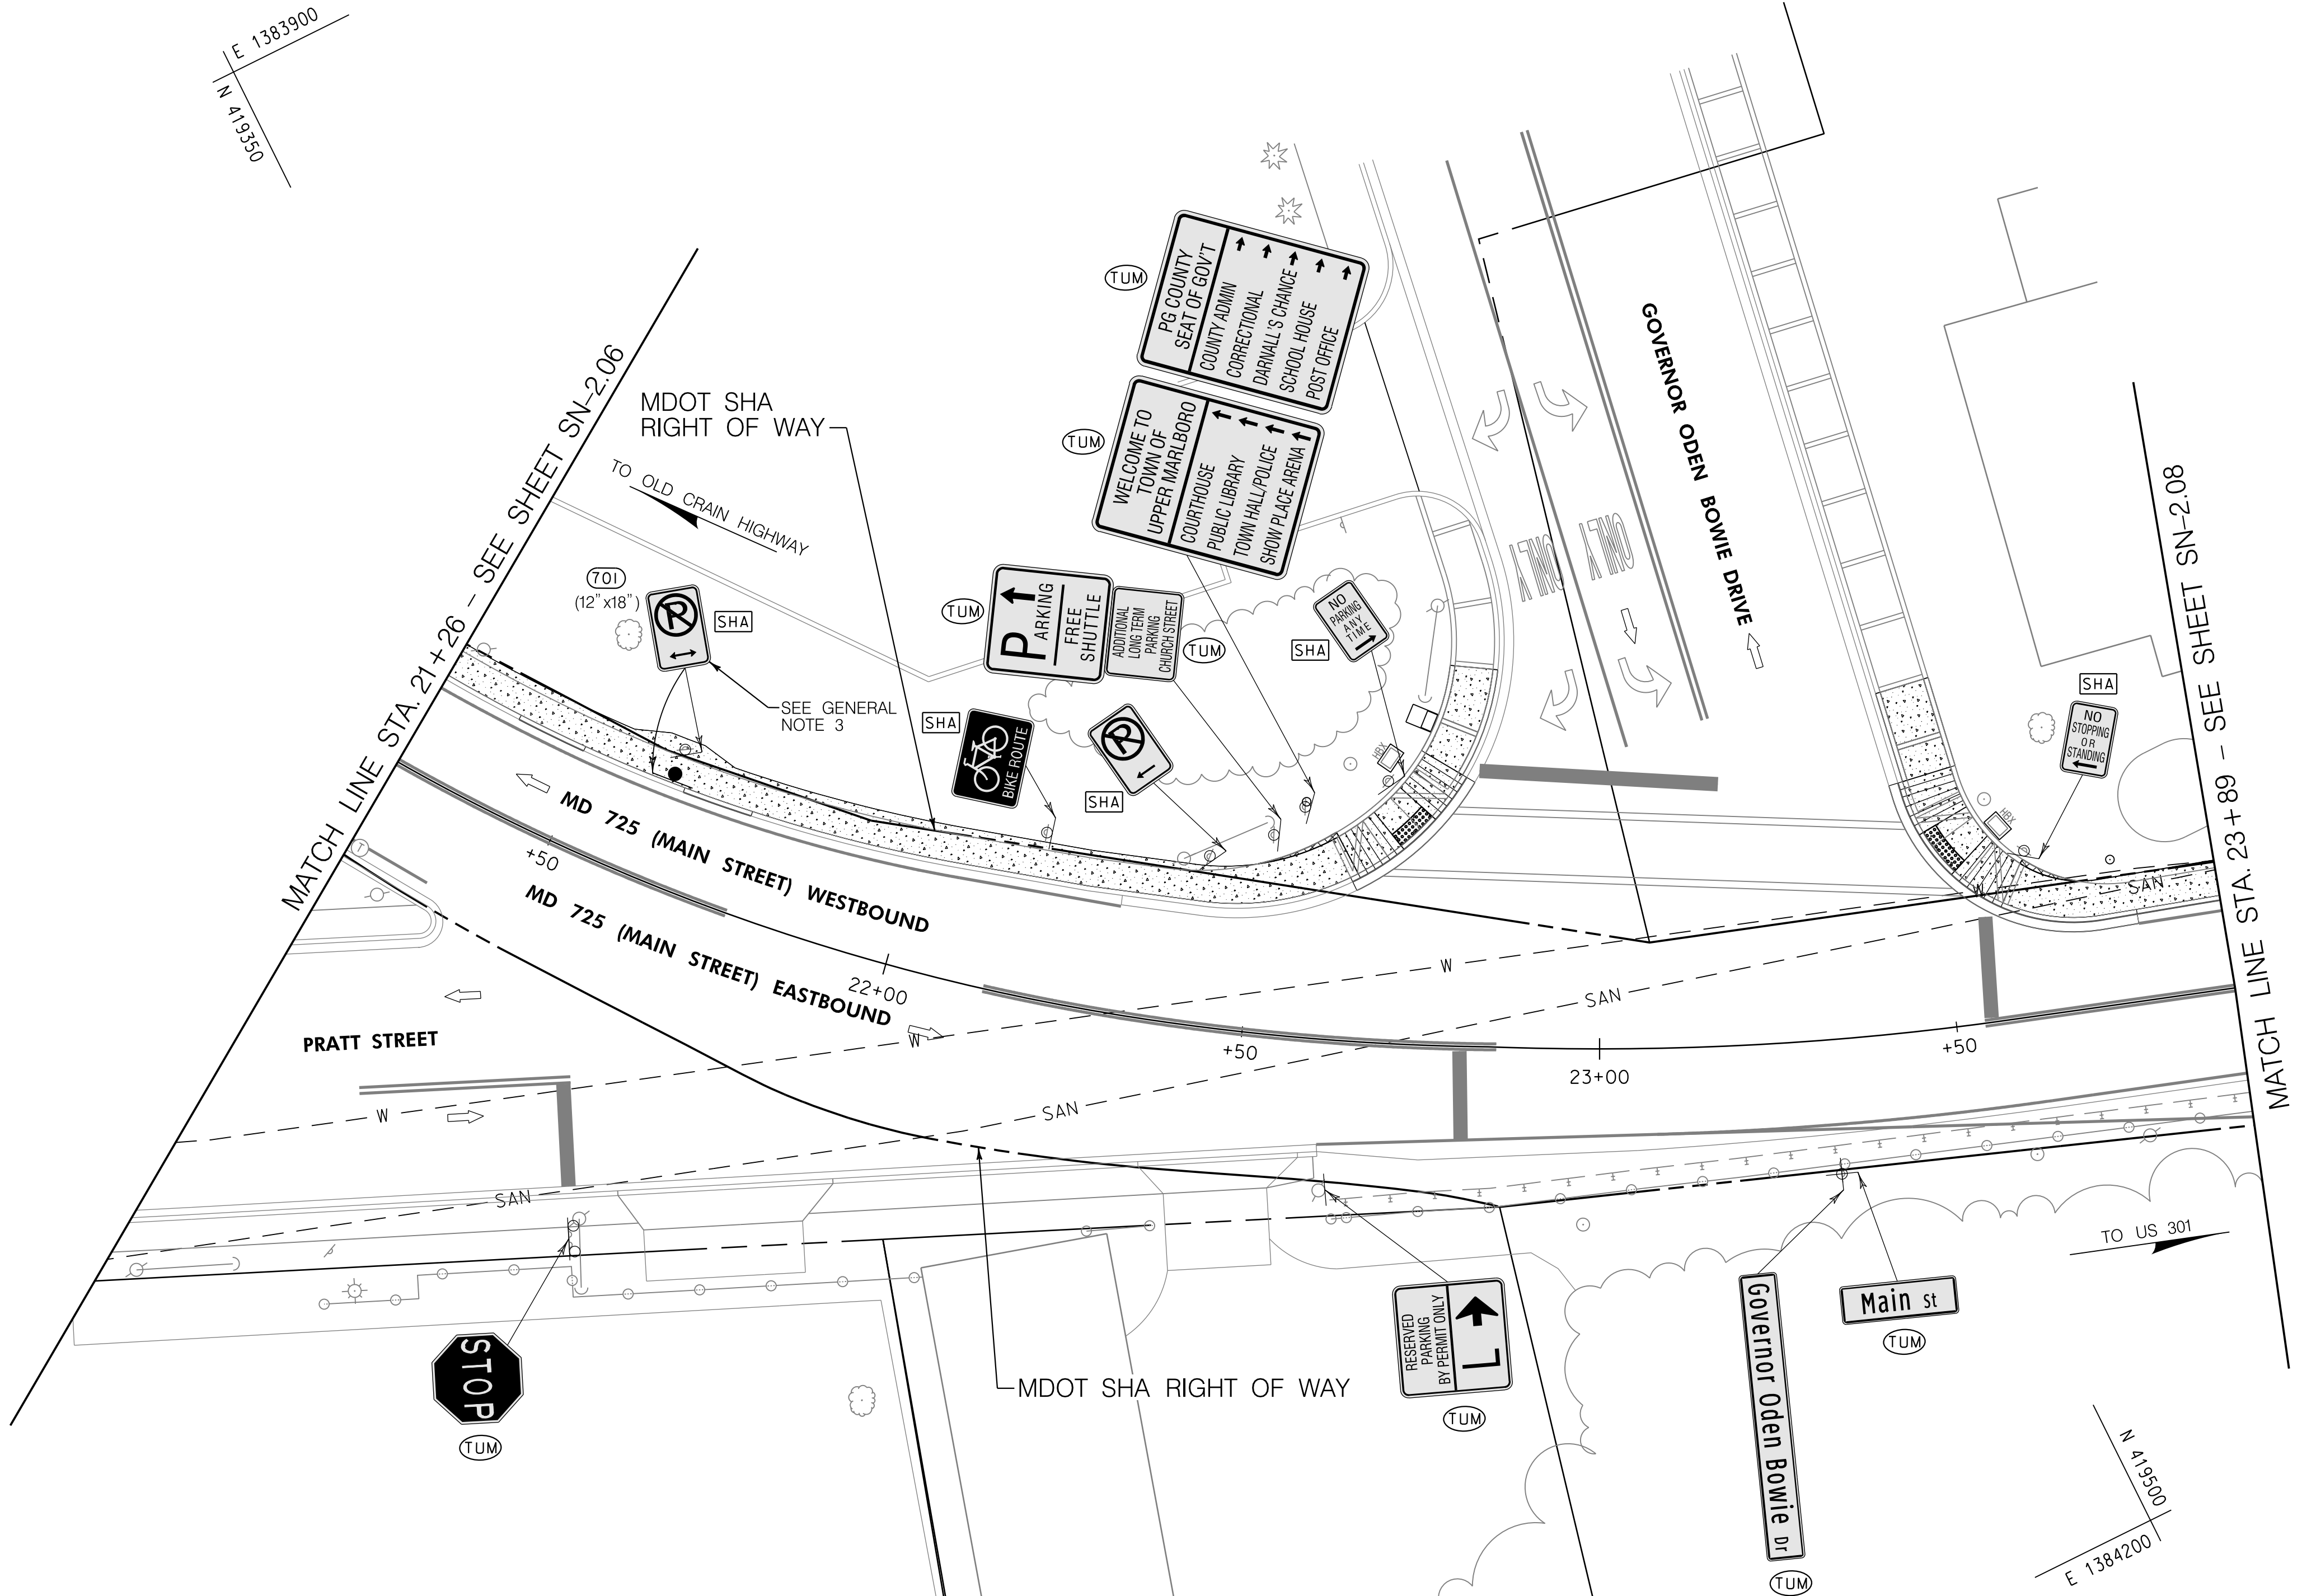 E 1383900
N 419350
MATCH LINE STA. 21+26 - SEE SHEET SN-2.06
MDOT SHA
RIGHT OF WAY
TO OLD CRAIN HIGHWAY
701
(12"x18")
P
SHA
SEE GENERAL
NOTE 3
TUM
PG COUNTY
SEAT OF GOV'T
COUNTY ADMIN
CORRECTIONAL
DARNALL'S CHANCE
SCHOOL HOUSE
POST OFFICE
TUM
WELCOME TO
TOWN OF
UPPER MARLBORO
COURTHOUSE
PUBLIC LIBRARY
TOWN HALL/POLICE
SHOW PLACE ARENA
TUM
P
ARKING
FREE
SHUTTLE
ADDITIONAL
LONG TERM
PARKING
CHURCH STREET
TUM
SHA
BIKE ROUTE
P
SHA
NO
PARKING
ANY
TIME
SHA
HBX
ONLY
ONLY
GOVERNOR ODEN BOWIE DRIVE
SHA
NO
STOPPING
OR
STANDING
HBX
MATCH LINE STA. 23+89 - SEE SHEET SN-2.08
MD 725 (MAIN STREET) WESTBOUND
+50
MD 725 (MAIN STREET) EASTBOUND
22+00
+50
23+00
+50
W
SAN
W
SAN
W
SAN
W
SAN
T
PRATT STREET
STOP
TUM
MDOT SHA RIGHT OF WAY
RESERVED
PARKING
BY PERMIT ONLY
L
TUM
Governor Oden Bowie Dr
TUM
Main St
TUM
TO US 301
N 419500
E 1384200